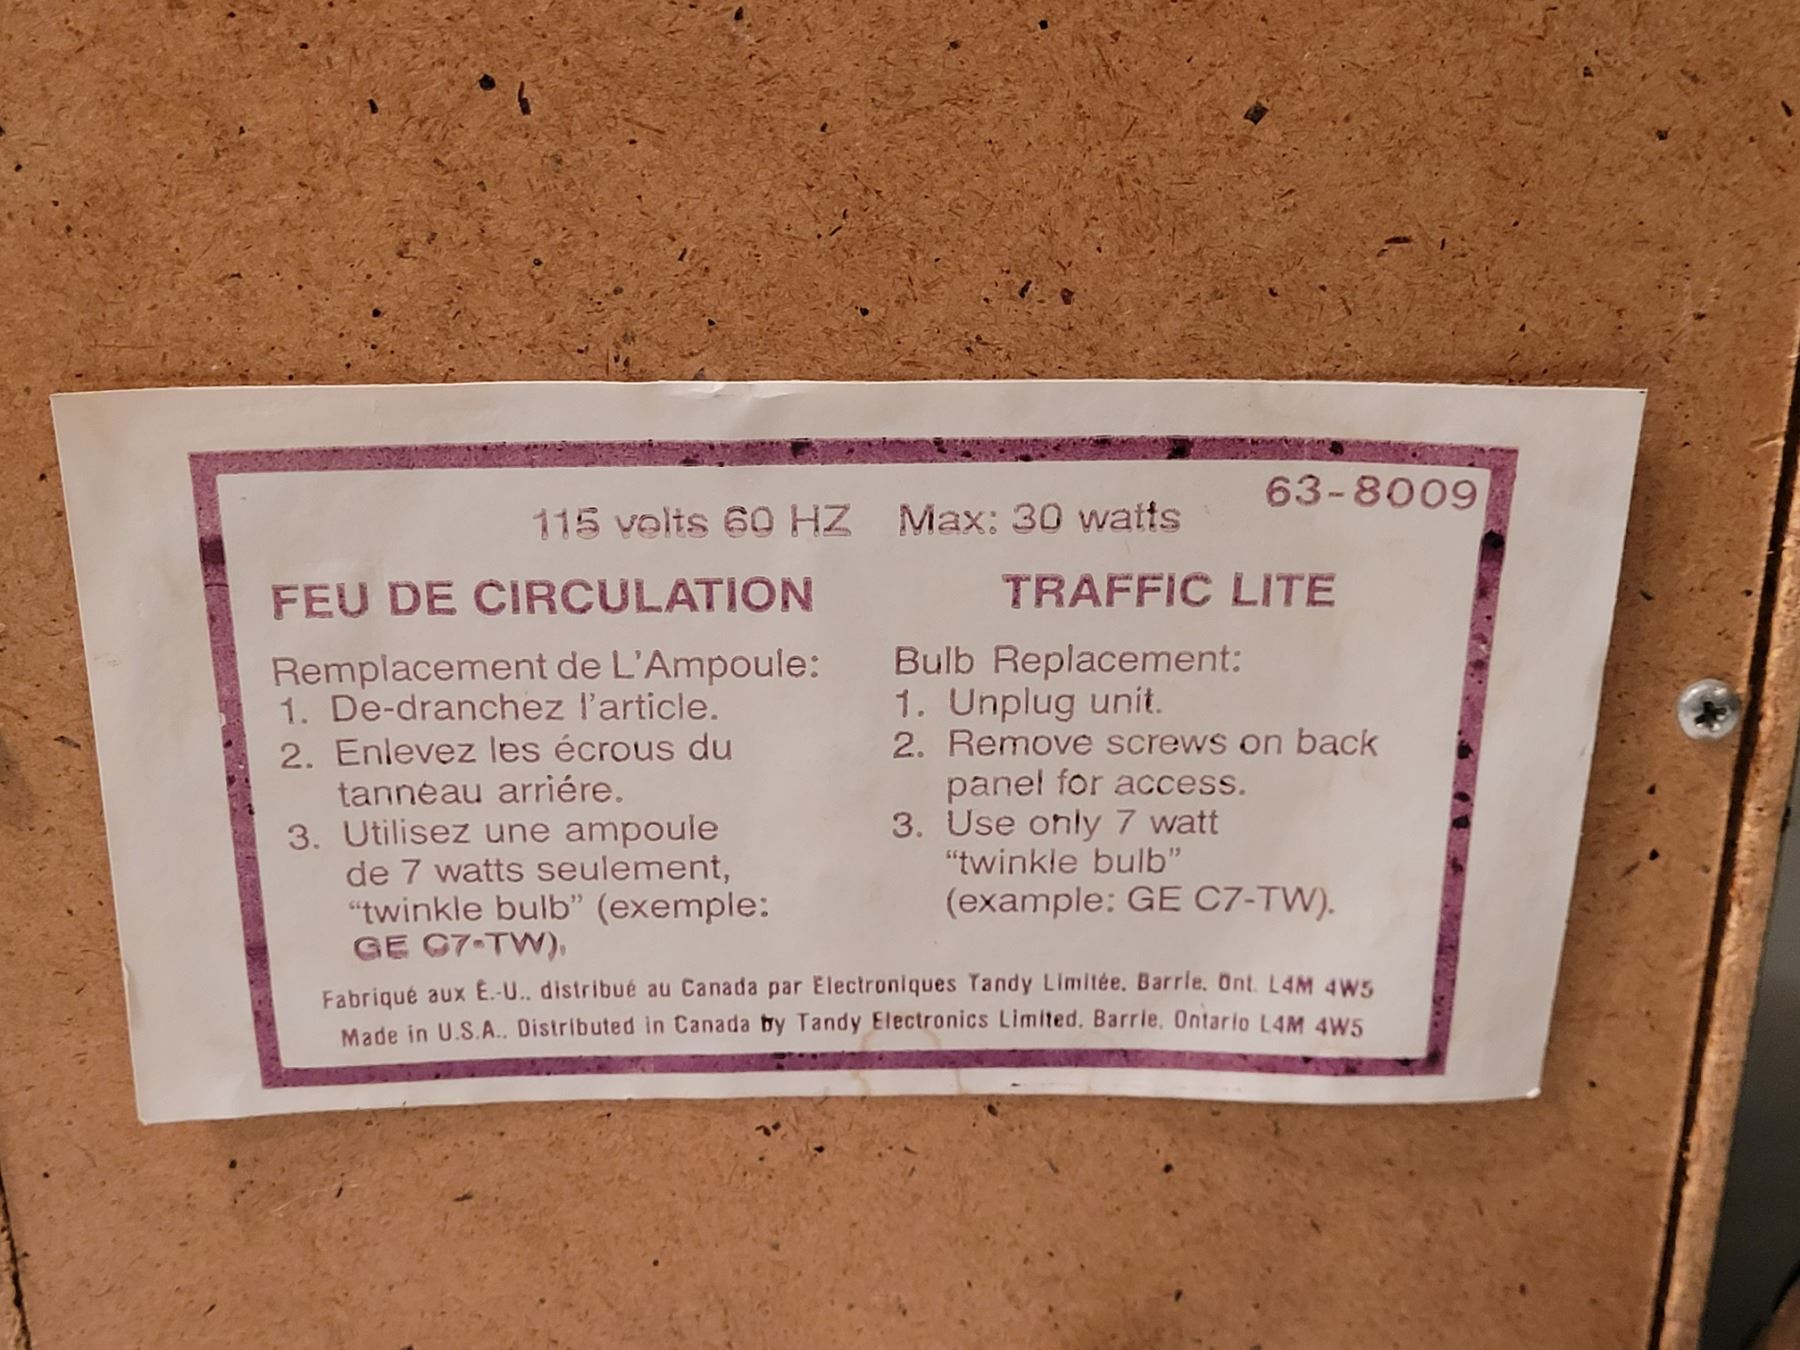 63-8009
115 volts 60 HZ Max: 30 watts
FEU DE CIRCULATION
Remplacement de L'Ampoule:
1. De-dranchez l'article.
2. Enlevez les écrous du
tanneau arriére.
3. Utilisez une ampoule
de 7 watts seulement,
“twinkle bulb” (exemple:
GE C7-TW).
TRAFFIC LITE
Bulb Replacement:
1. Unplug unit.
2. Remove screws on back
panel for access.
3. Use only 7 watt
“twinkle bulb”
(example: GE C7-TW).
Fabriqué aux É.-U.. distribué au Canada par Electroniques Tandy Limitée. Barrie. Ont. L4M 4W5
Made in U.S.A.. Distributed in Canada by Tandy Electronics Limited. Barrie. Ontario L4M 4W5